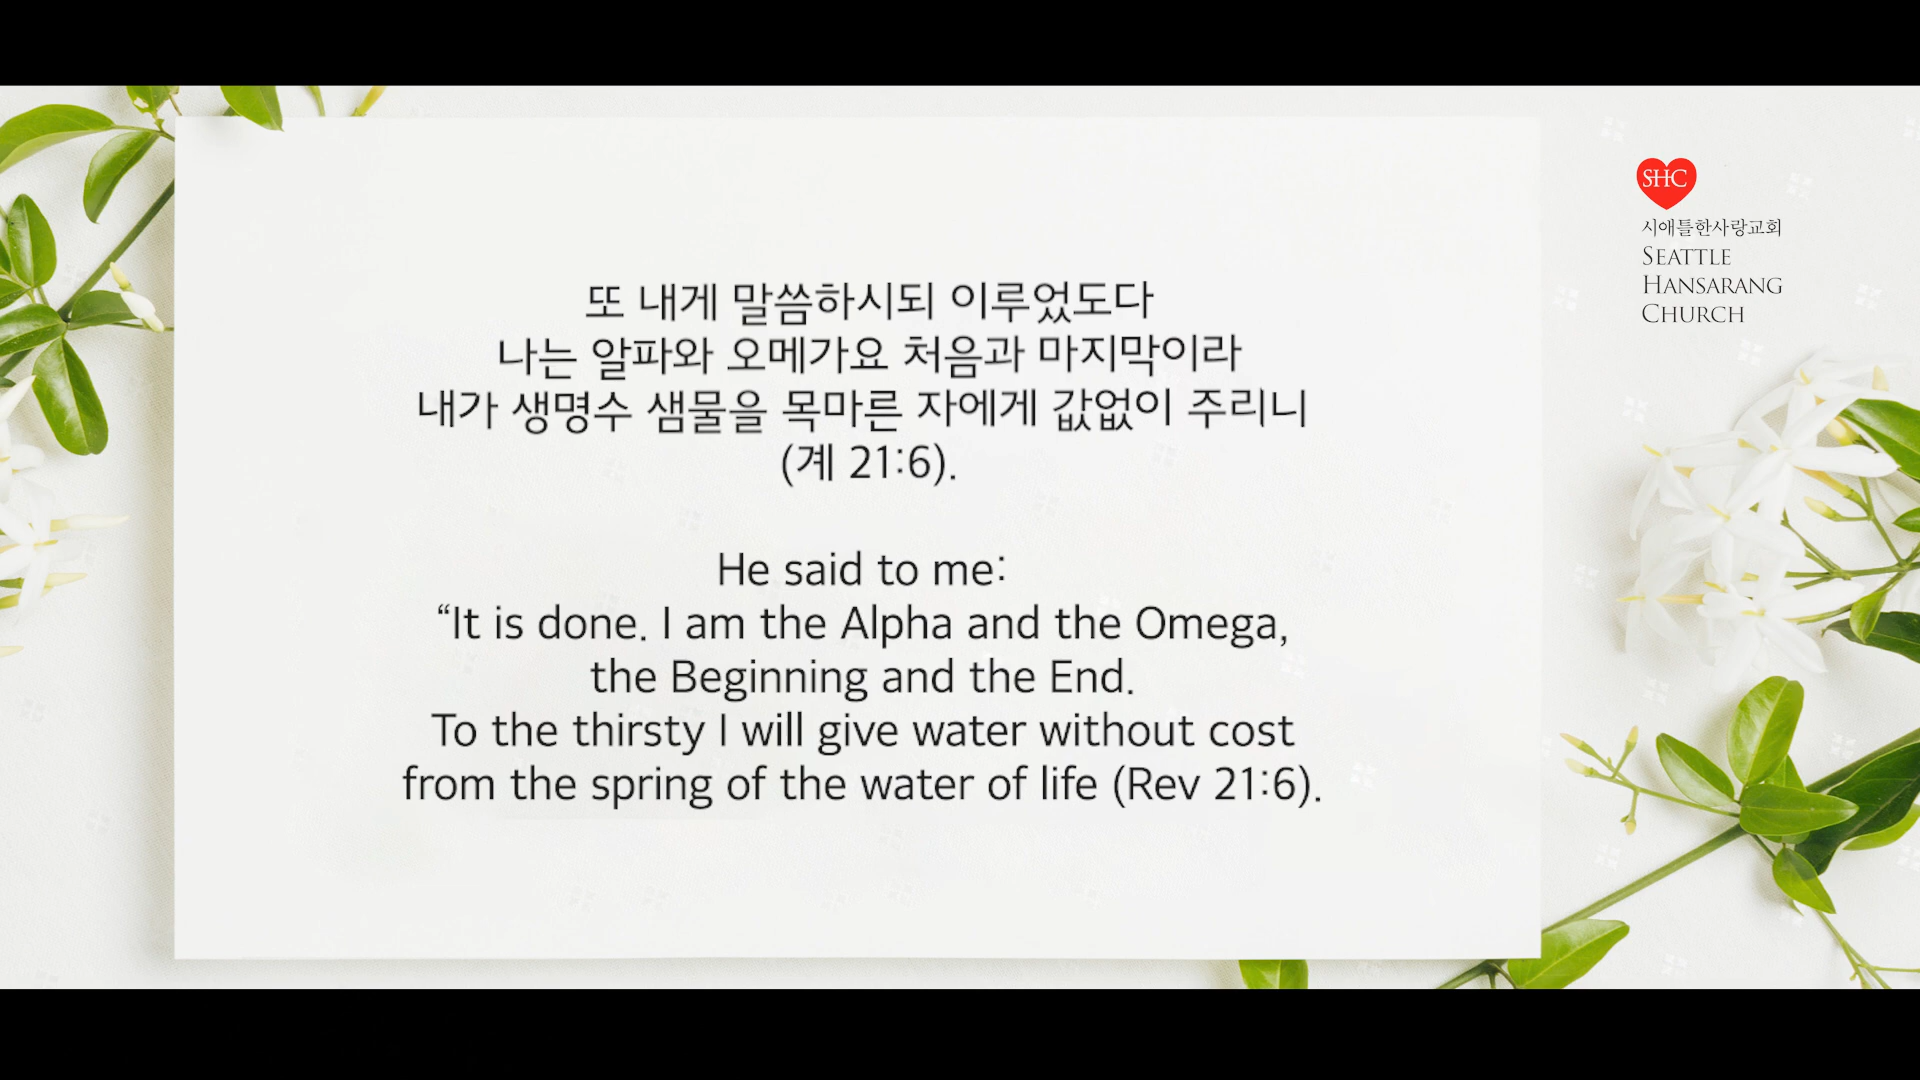 또 내게 말씀하시되 이루었도다
나는 알파와 오메가요 처음과 마지막이라
내가 생명수 샘물을 목마른 자에게 값없이 주리니
(계 21:6).
He said to me:
“It is done. I am the Alpha and the Omega,
the Beginning and the End.
To the thirsty I will give water without cost
from the spring of the water of life (Rev 21:6).
SHC
시애틀한사랑교회
SEATTLE
HANSARANG
CHURCH